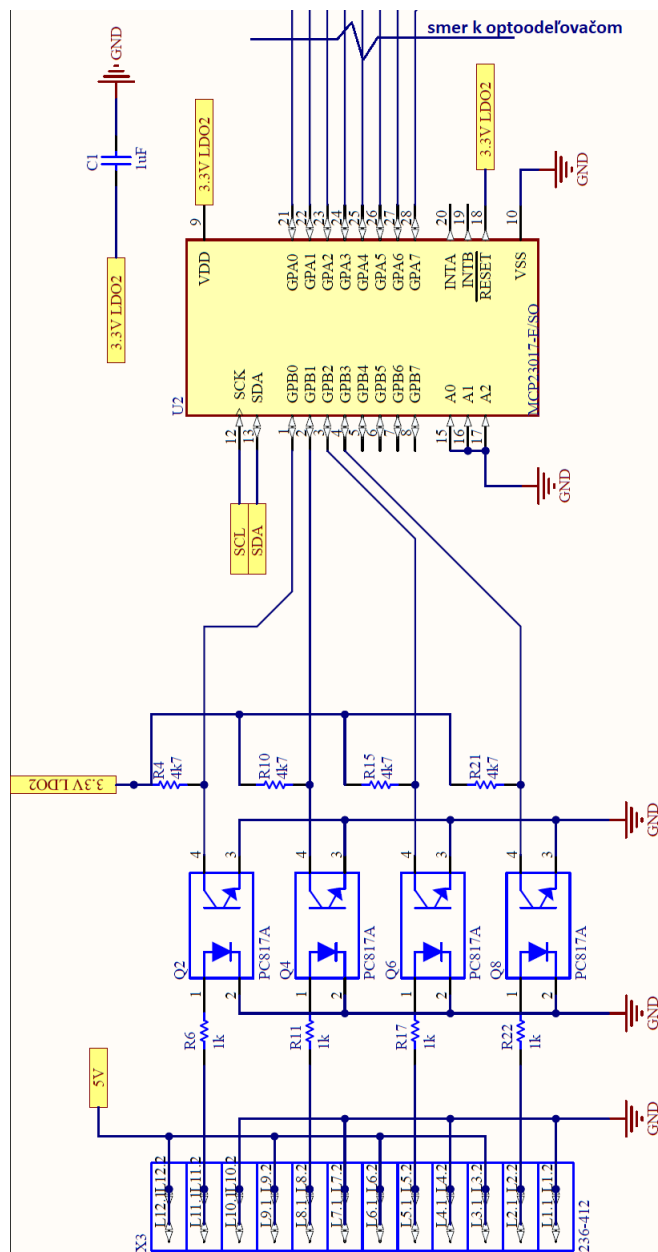 smer k optoodeľovačom
GND
C1
1uF
3.3V LDO2
3.3V LDO2
3.3V LDO2
GND
9
21
22
23
24
25
26
27
28
20
19
18
10
VDD
GPA0
GPA1
GPA2
GPA3
GPA4
GPA5
GPA6
GPA7
INTA
INTB
RESET
VSS
MCP23017-E/SO
U2
SCK
SDA
GPB0
GPB1
GPB2
GPB3
GPB4
GPB5
GPB6
GPB7
A0
A1
A2
12
13
1
2
3
4
5
6
7
8
15
16
17
SCL
SDA
GND
3.3V LDO2
R4
4k7
R10
4k7
R15
4k7
R21
4k7
GND
4
3
4
3
4
3
4
3
Q2
PC817A
Q4
PC817A
Q6
PC817A
Q8
PC817A
1
2
1
2
1
2
1
2
GND
R6
1k
R11
1k
R17
1k
R22
1k
5V
GND
X3
L12.1L12.2
L11.1L11.2
L10.1L10.2
L9.1 L9.2
L8.1 L8.2
L7.1 L7.2
L6.1 L6.2
L5.1 L5.2
L4.1 L4.2
L3.1 L3.2
L2.1 L2.2
L1.1 L1.2
236-412